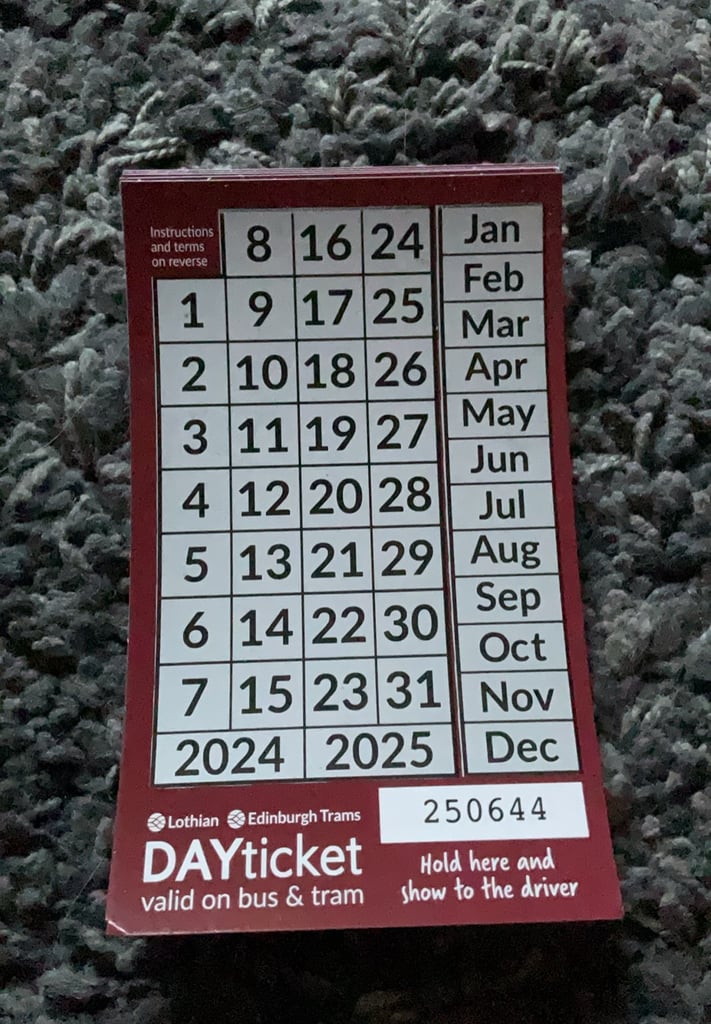 Instructions
and terms
on reverse
8 16 24
1 9 17 25
2 10 18 26
3 11 19 27
4 12 20 28
5 13 21 29
6 14 22 30
7 15 23 31
2024 2025
Jan
Feb
Mar
Apr
May
Jun
Jul
Aug
Sep
Oct
Nov
Dec
Lothian Edinburgh Trams
DAYticket
valid on bus & tram
250644
Hold here and
show to the driver